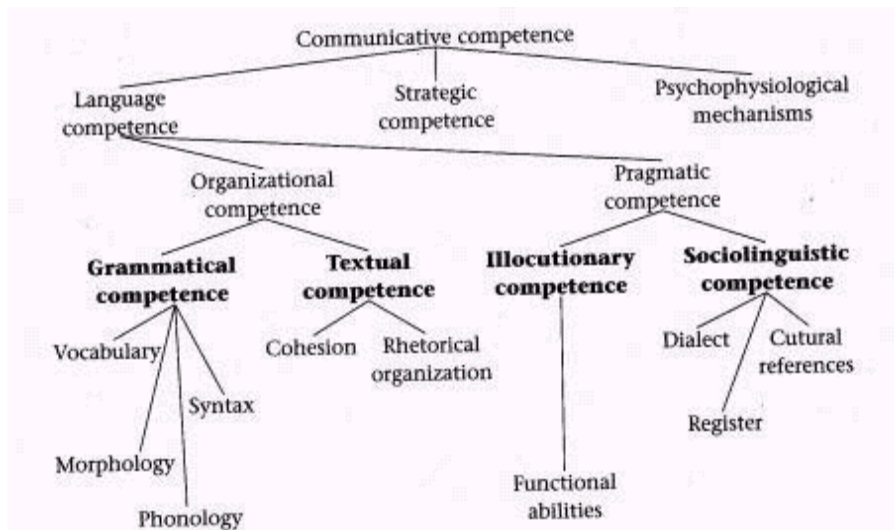 Communicative competence
Language
competence
Strategic
competence
Psychophysiological
mechanisms
Organizational
competence
Pragmatic
competence
Grammatical
competence
Textual
competence
Illocutionary
competence
Sociolinguistic
competence
Vocabulary
Cohesion
Rhetorical
organization
Dialect
Cutural
references
Syntax
Register
Morphology
Functional
abilities
Phonology